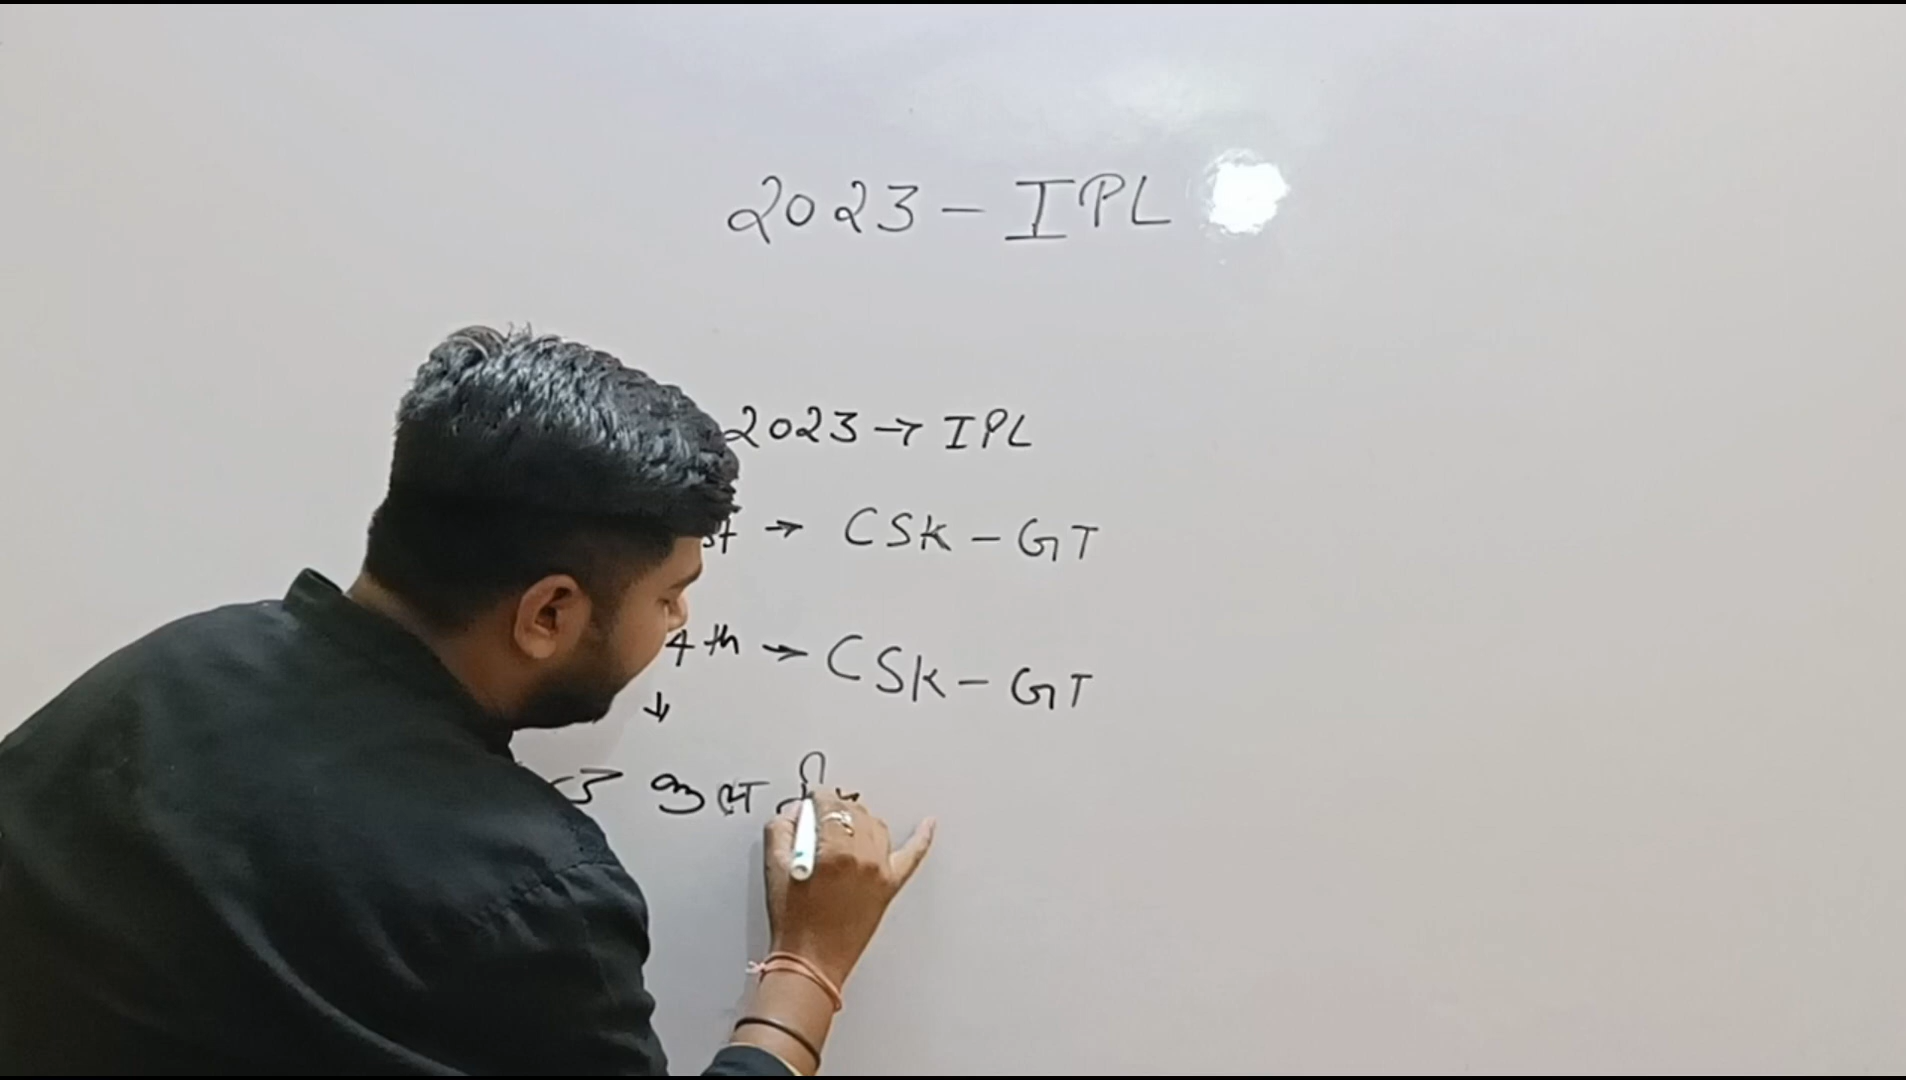 2023 - IPL
2023 → IPL
st → CSK - GT
4th → CSK - GT
↓